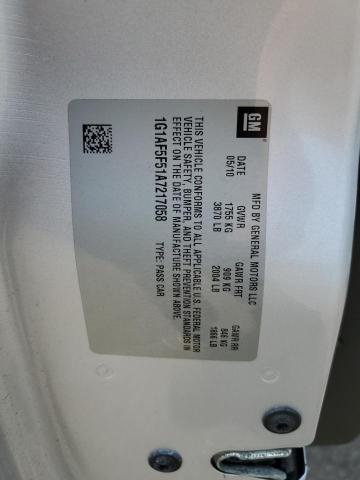 GM
MFD BY GENERAL MOTORS LLC
DATE GVWR GAWR FRT GAWR RR
05/10 1755 KG 909 KG 846 KG
3870 LB 2004 LB 1866 LB
THIS VEHICLE CONFORMS TO ALL APPLICABLE U.S. FEDERAL MOTOR
VEHICLE SAFETY, BUMPER, AND THEFT PREVENTION STANDARDS IN
EFFECT ON THE DATE OF MANUFACTURE SHOWN ABOVE.
1G1AF5F51A7217058 TYPE: PASS CAR